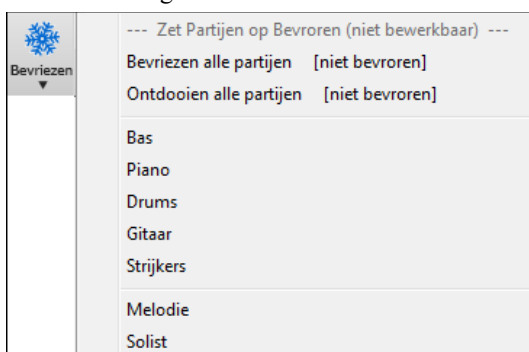 --- Zet Partijen op Bevroren (niet bewerkbaar) ---
Bevriezen
Bevriezen alle partijen [niet bevroren]
Ontdooien alle partijen [niet bevroren]
Bas
Piano
Drums
Gitaar
Strijkers
Melodie
Solist